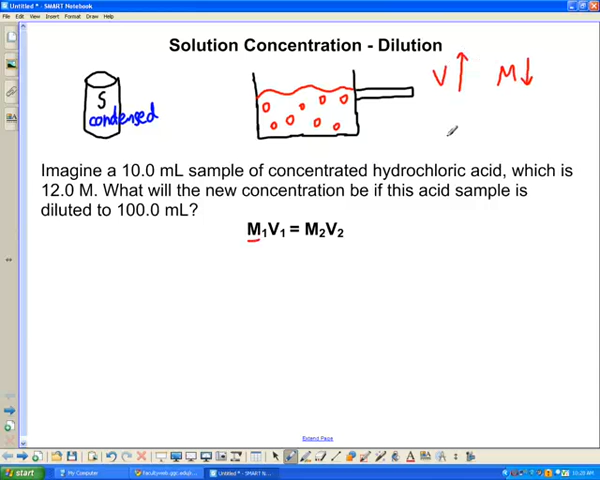 Untitled * - SMART Notebook
File Edit View Insert Format Draw Help
Solution Concentration - Dilution
V↑ M↓
S
condensed
Imagine a 10.0 mL sample of concentrated hydrochloric acid, which is
12.0 M. What will the new concentration be if this acid sample is
diluted to 100.0 mL?
M₁V₁ = M₂V₂
Extend Page
start My Computer Untitled * - SMART N...